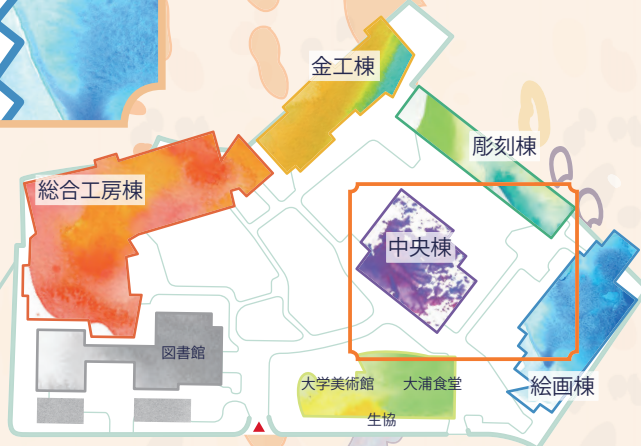 金工棟
彫刻棟
総合工房棟
中央棟
図書館
大学美術館
大浦食堂
絵画棟
生協